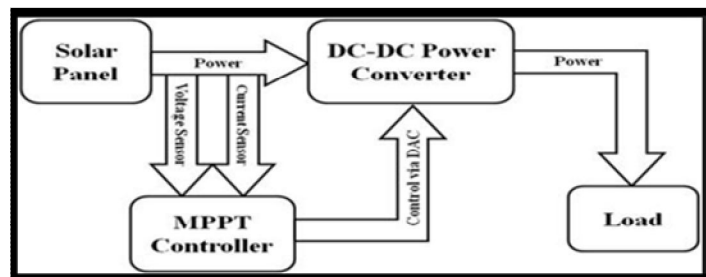 Solar
Panel
Power
DC-DC Power
Converter
Power
Voltage Sensor
Current Sensor
Control via DAC
MPPT
Controller
Load